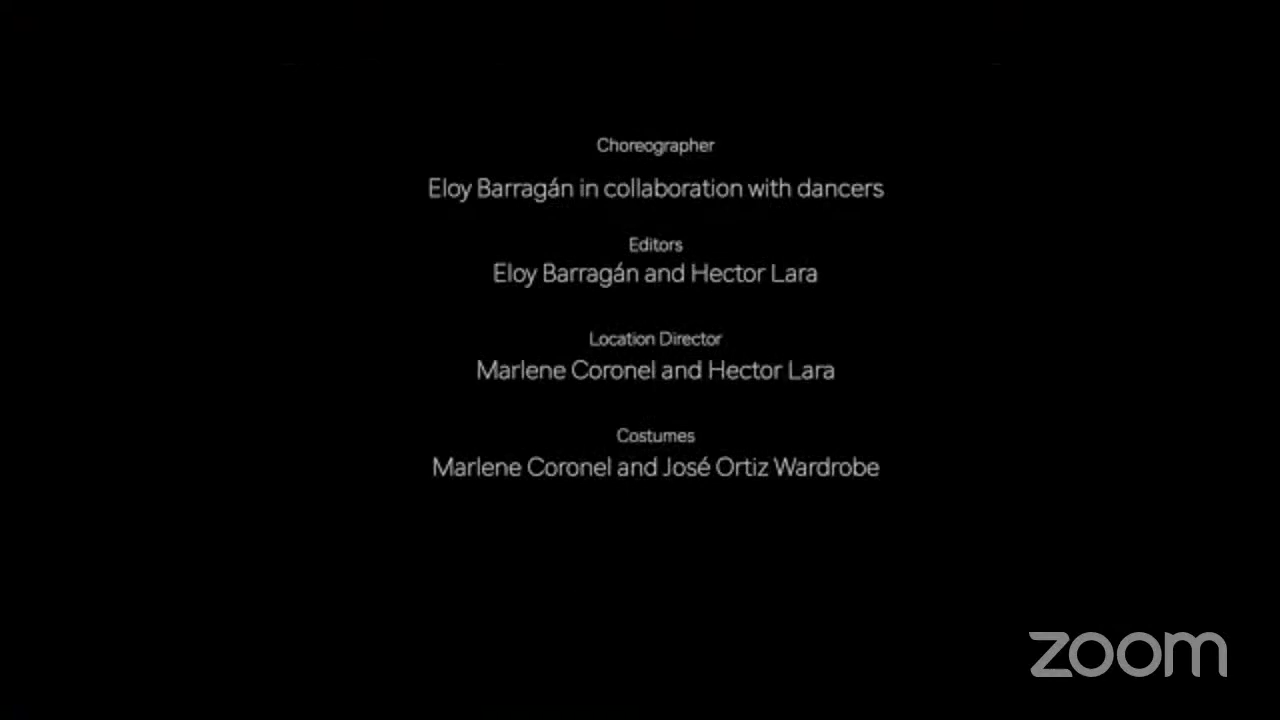 Choreographer
Eloy Barragán in collaboration with dancers
Editors
Eloy Barragán and Hector Lara
Location Director
Marlene Coronel and Hector Lara
Costumes
Marlene Coronel and José Ortiz Wardrobe
zoom